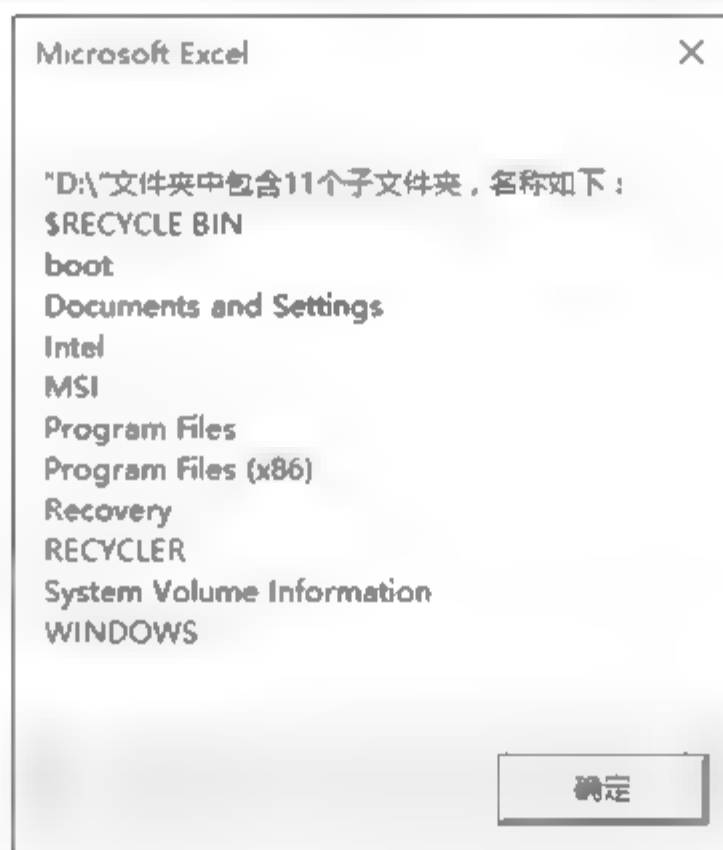 Microsoft Excel
"D:\"文件夹中包含11个子文件夹，名称如下：
$RECYCLE BIN
boot
Documents and Settings
Intel
MSI
Program Files
Program Files (x86)
Recovery
RECYCLER
System Volume Information
WINDOWS
确定